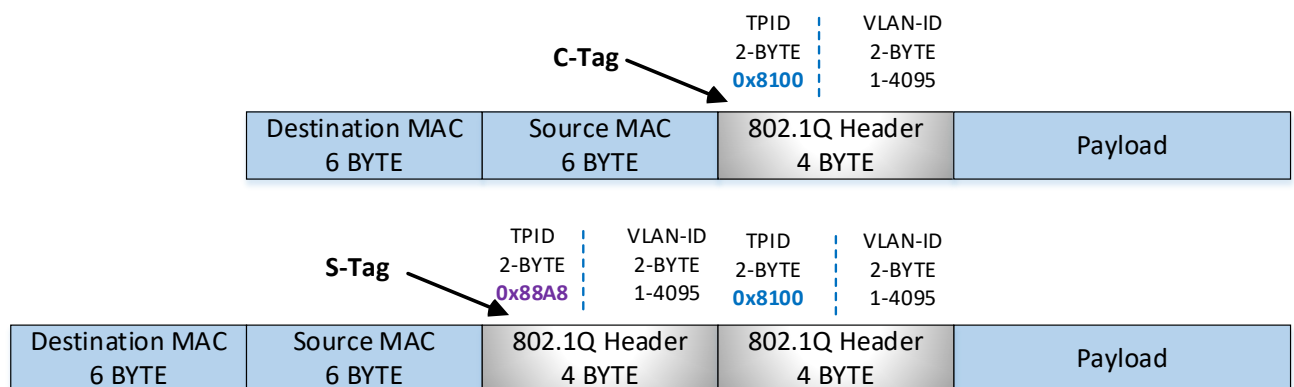 TPID VLAN-ID
2-BYTE 2-BYTE
C-Tag
0x8100 1-4095
Destination MAC Source MAC 802.1Q Header Payload
6 BYTE 6 BYTE 4 BYTE
TPID VLAN-ID TPID VLAN-ID
2-BYTE 2-BYTE 2-BYTE 2-BYTE
S-Tag
0x88A8 1-4095 0x8100 1-4095
Destination MAC Source MAC 802.1Q Header 802.1Q Header Payload
6 BYTE 6 BYTE 4 BYTE 4 BYTE